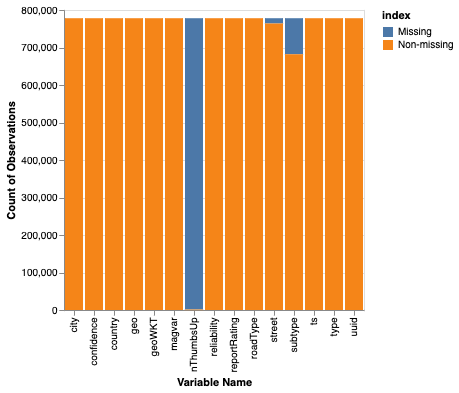 index
Missing
Non-missing
800,000
700,000
600,000
500,000
400,000
300,000
200,000
100,000
0
Count of Observations
city
confidence
country
geo
geoWKT
magvar
nThumbsUp
reliability
reportRating
roadType
street
subtype
ts
type
uuid
Variable Name